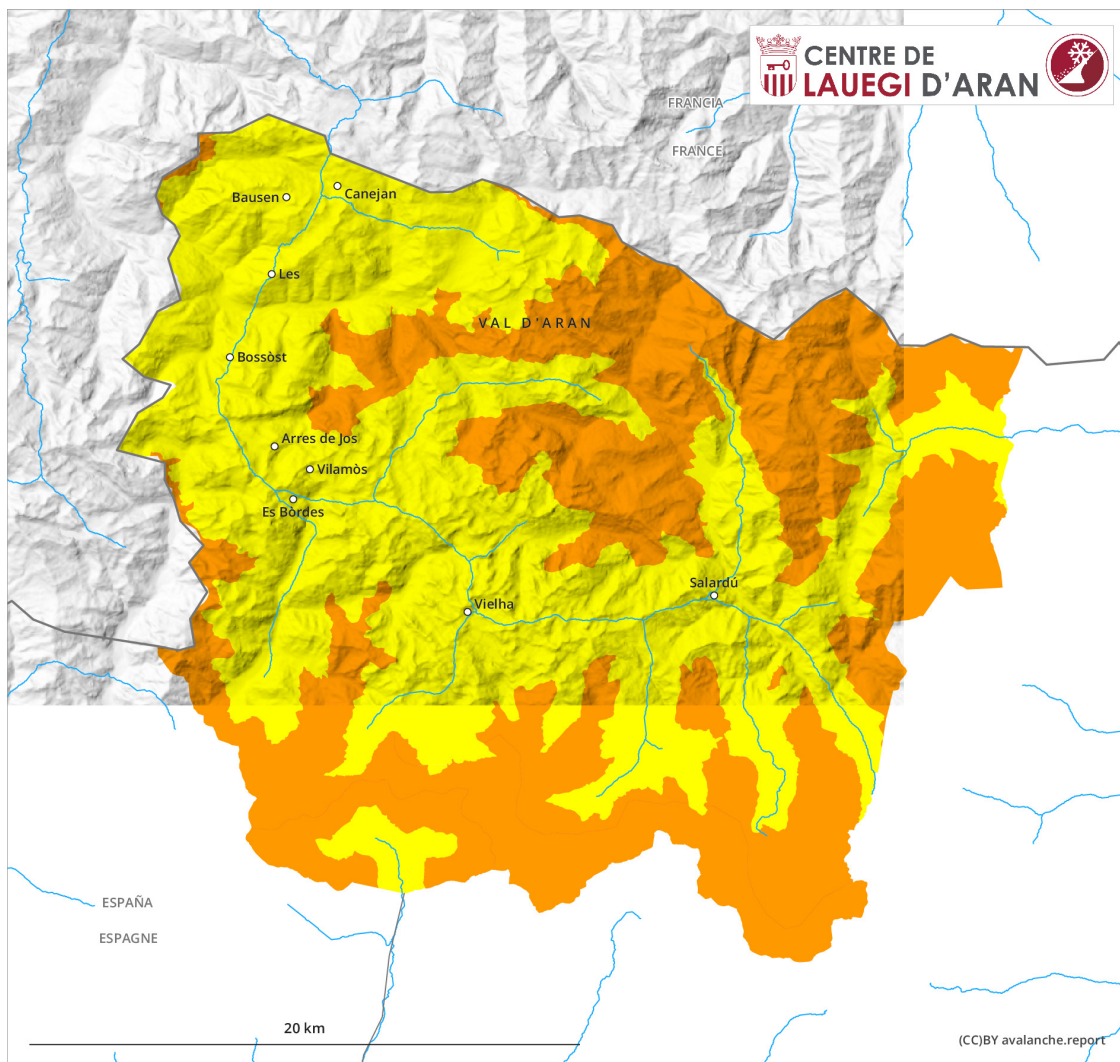 CENTRE DE
LAUEGI D'ARAN
FRANCIA
FRANCE
Bausen
Canejan
Les
VAL D'ARAN
Bossòst
Arres de Jos
Vilamòs
Es Bòrdes
Salardú
Vielha
ESPAÑA
ESPAGNE
20 km
(CC)BY avalanche.report